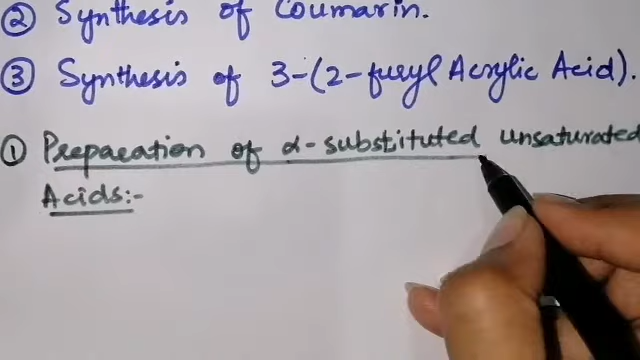 ② Synthesis of Coumarin.
③ Synthesis of 3-(2-furyl Acrylic Acid).
① Preparation of α-substituted unsaturated
Acids:-